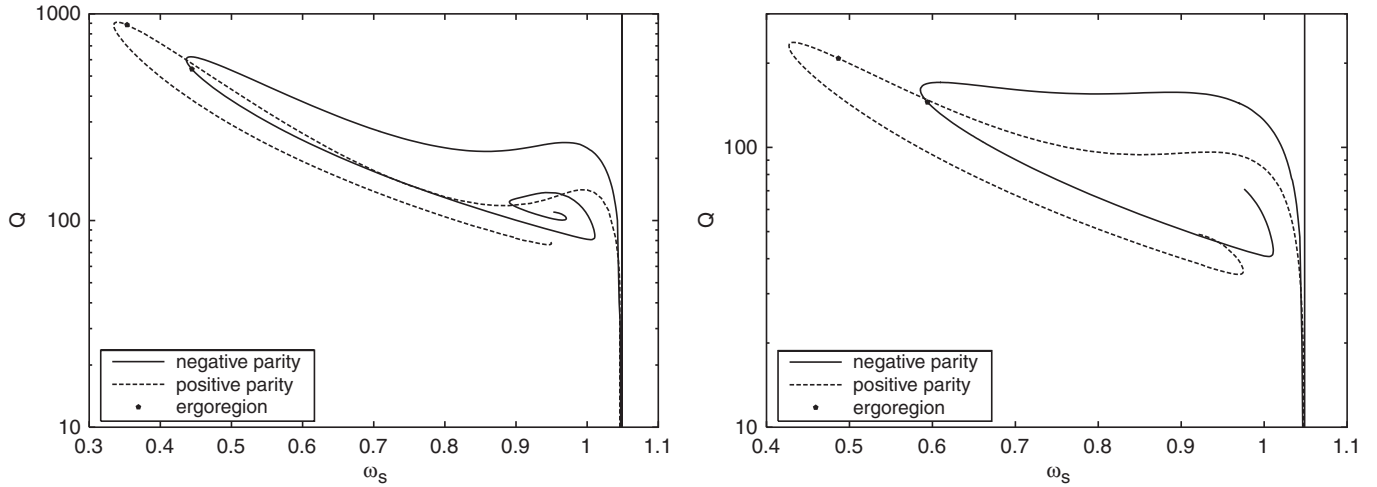 1000
100
10
Q
0.3 0.4 0.5 0.6 0.7 0.8 0.9 1 1.1
ωs
negative parity
positive parity
ergoregion
100
10
Q
0.4 0.5 0.6 0.7 0.8 0.9 1 1.1
ωs
negative parity
positive parity
ergoregion